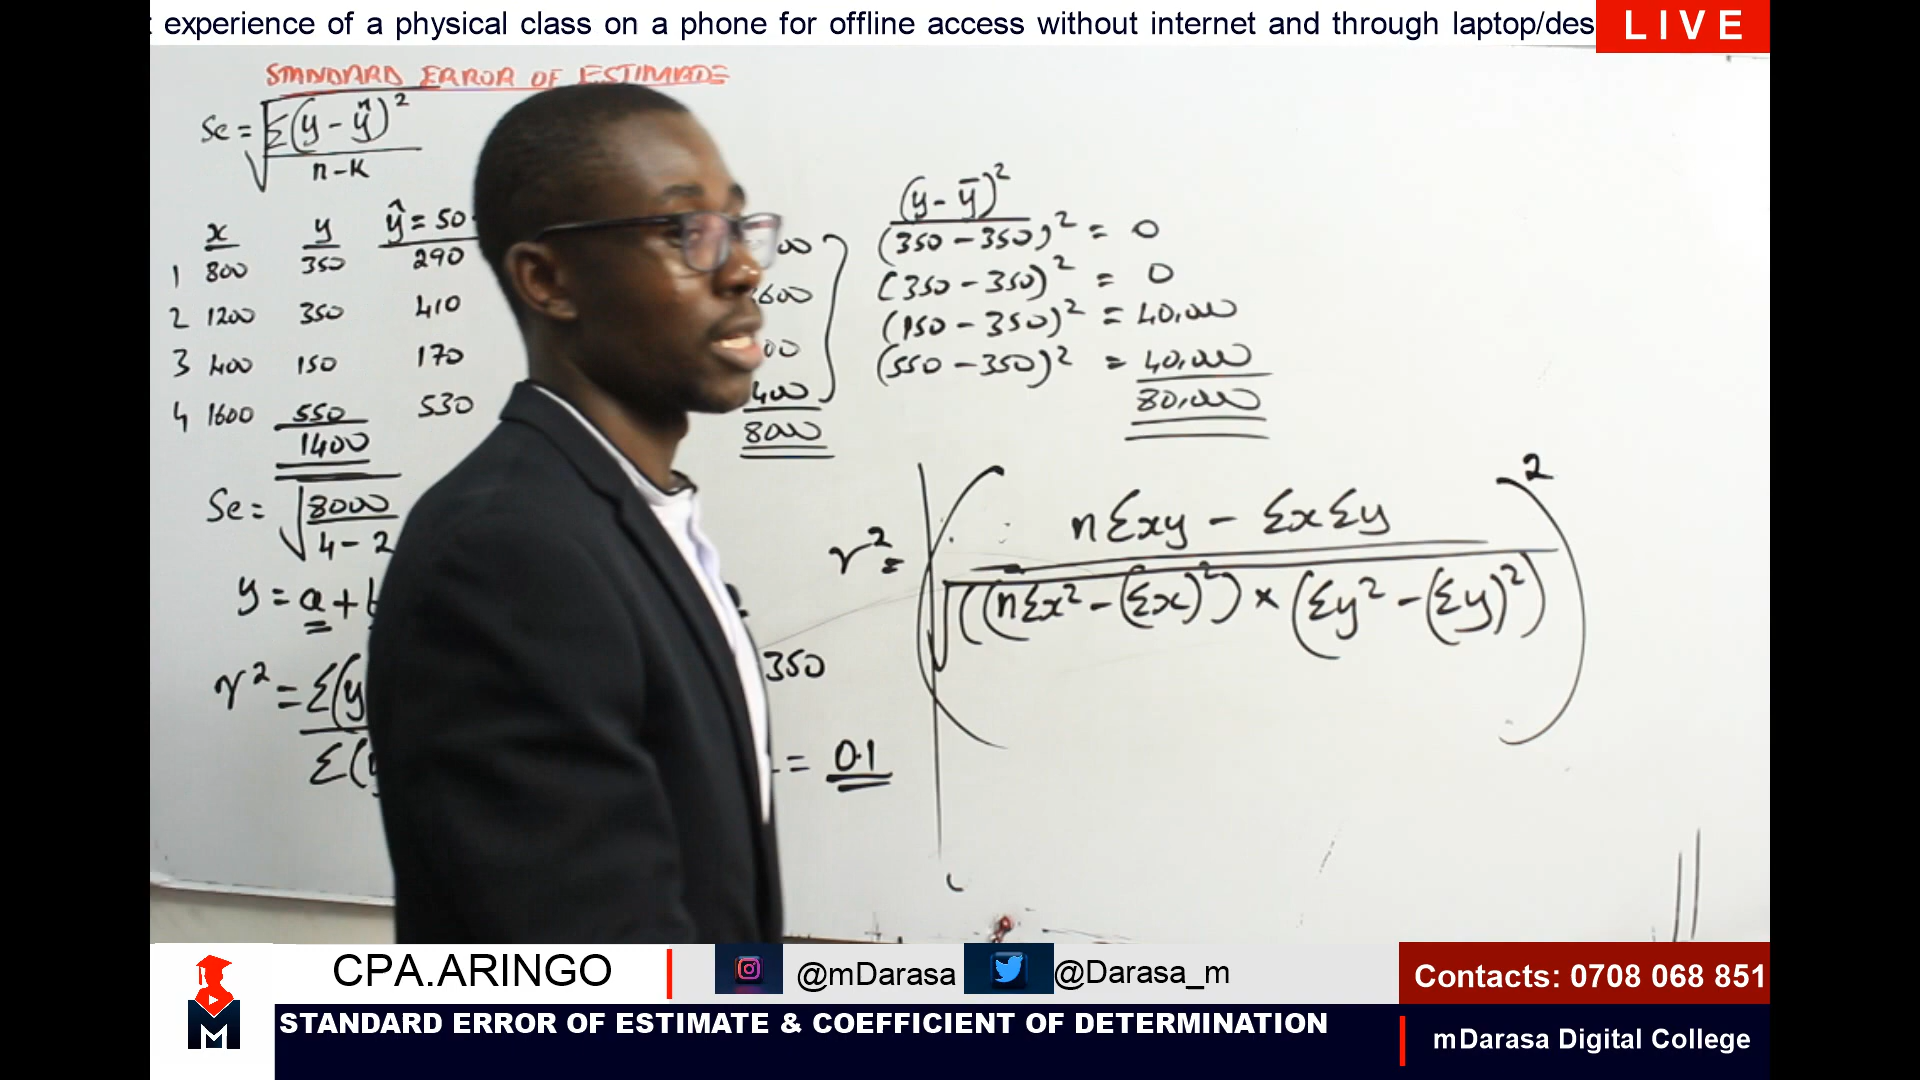 experience of a physical class on a phone for offline access without internet and through laptop/des
LIVE
STANDARD ERROR OF ESTIMATE
Se = √ Σ(y - ŷ)²
n - K
x y ŷ = 50
1 800 350 290
2 1200 350 410
3 400 150 170
4 1600 550 530
1400
600
400
8000
Se = √ 8000
4 - 2
y = a +
r² = Σ(y
Σ(
350
= 0.1
(y - ȳ)²
(350 - 350)² = 0
(350 - 350)² = 0
(150 - 350)² = 40,000
(550 - 350)² = 40,000
80,000
r² = ( nΣxy - ΣxΣy )²
√((nΣx² - (Σx)²) × (Σy² - (Σy)²)
CPA.ARINGO
@mDarasa
@Darasa_m
Contacts: 0708 068 851
M
STANDARD ERROR OF ESTIMATE & COEFFICIENT OF DETERMINATION
mDarasa Digital College